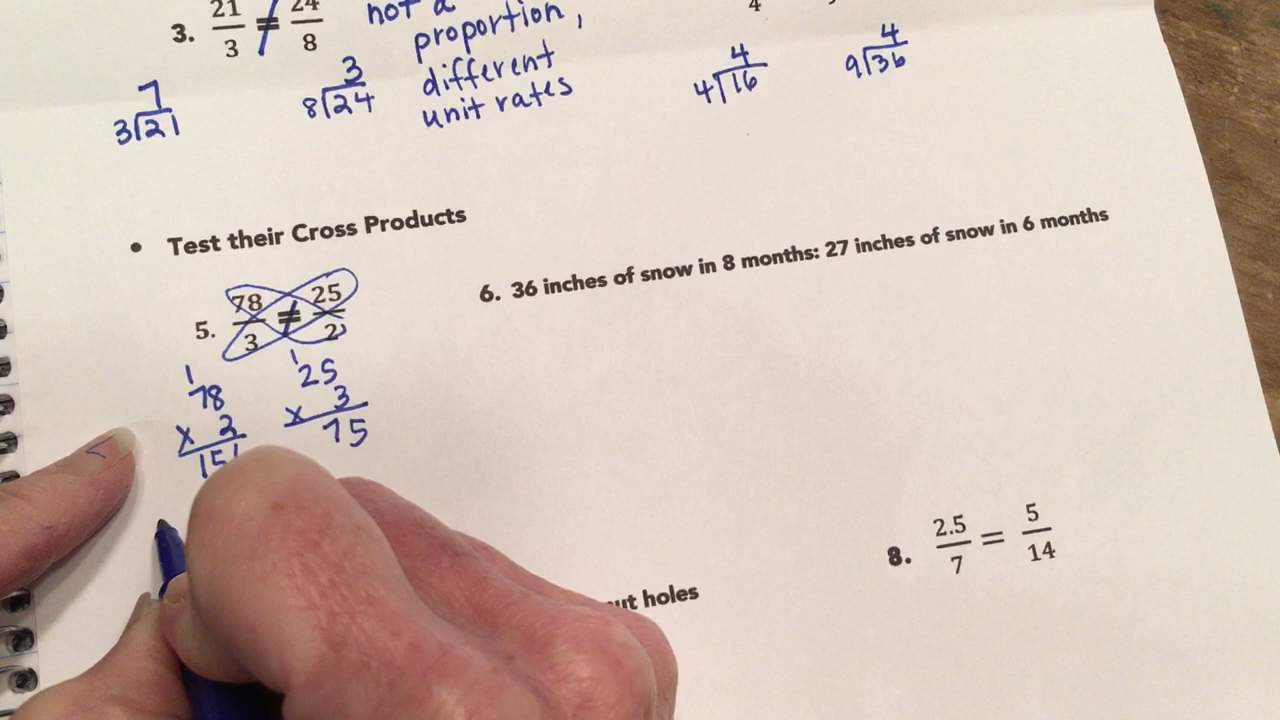 3. 21/3 ≠ 24/8 not a
proportion,
different
unit rates
7
3)21
3
8)24
4
4
4)16
4
9)36
• Test their Cross Products
5. 78/3 ≠ 25/2
6. 36 inches of snow in 8 months: 27 inches of snow in 6 months
1
78
x 2
15
1
25
x 3
75
8. 2.5/7 = 5/14
holes